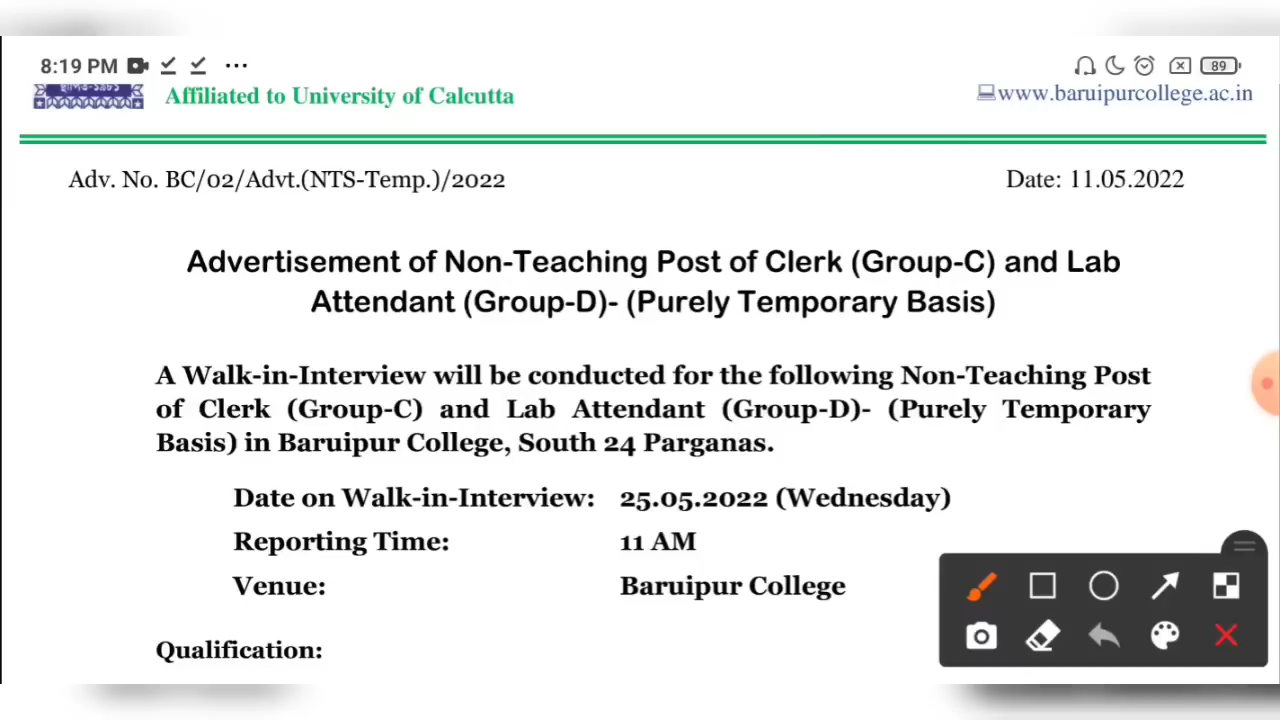 8:19 PM ... 89
স্থাপিত-১৯৮১
Affiliated to University of Calcutta
www.baruipurcollege.ac.in
Adv. No. BC/02/Advt.(NTS-Temp.)/2022
Date: 11.05.2022
Advertisement of Non-Teaching Post of Clerk (Group-C) and Lab
Attendant (Group-D)- (Purely Temporary Basis)
A Walk-in-Interview will be conducted for the following Non-Teaching Post
of Clerk (Group-C) and Lab Attendant (Group-D)- (Purely Temporary
Basis) in Baruipur College, South 24 Parganas.
Date on Walk-in-Interview: 25.05.2022 (Wednesday)
Reporting Time: 11 AM
Venue: Baruipur College
Qualification: